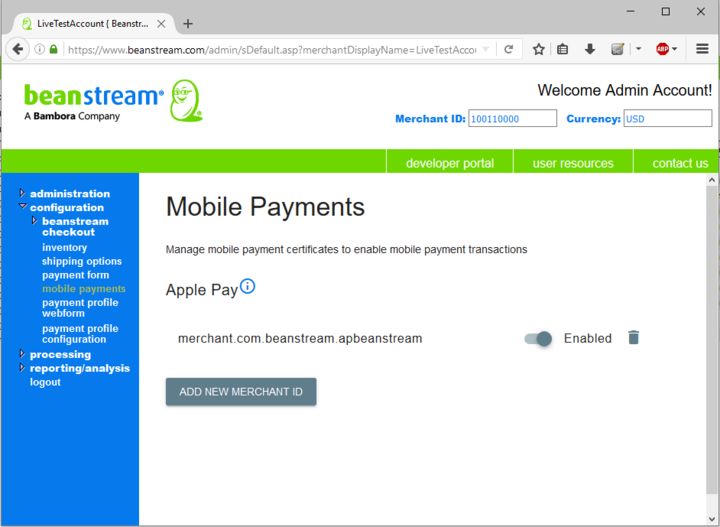 LiveTestAccount { Beanstr...
https://www.beanstream.com/admin/sDefault.asp?merchantDisplayName=LiveTestAccou
ABP
beanstream®
A Bambora Company
Welcome Admin Account!
Merchant ID: 100110000 Currency: USD
developer portal user resources contact us
administration
configuration
beanstream
checkout
inventory
shipping options
payment form
mobile payments
payment profile
webform
payment profile
configuration
processing
reporting/analysis
logout
Mobile Payments
Manage mobile payment certificates to enable mobile payment transactions
Apple Pay
merchant.com.beanstream.apbeanstream Enabled
ADD NEW MERCHANT ID